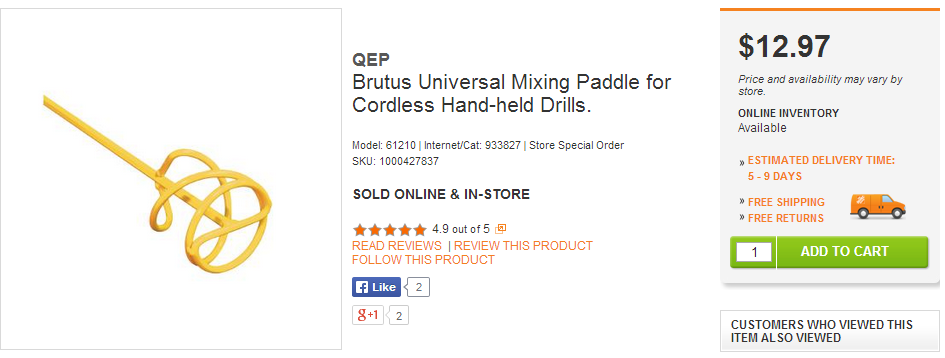 QEP
Brutus Universal Mixing Paddle for
Cordless Hand-held Drills.
Model: 61210 | Internet/Cat: 933827 | Store Special Order
SKU: 1000427837
SOLD ONLINE & IN-STORE
4.9 out of 5
READ REVIEWS | REVIEW THIS PRODUCT
FOLLOW THIS PRODUCT
f Like 2
g+1 2
$12.97
Price and availability may vary by
store.
ONLINE INVENTORY
Available
» ESTIMATED DELIVERY TIME:
5 - 9 DAYS
» FREE SHIPPING
» FREE RETURNS
1 ADD TO CART
CUSTOMERS WHO VIEWED THIS
ITEM ALSO VIEWED